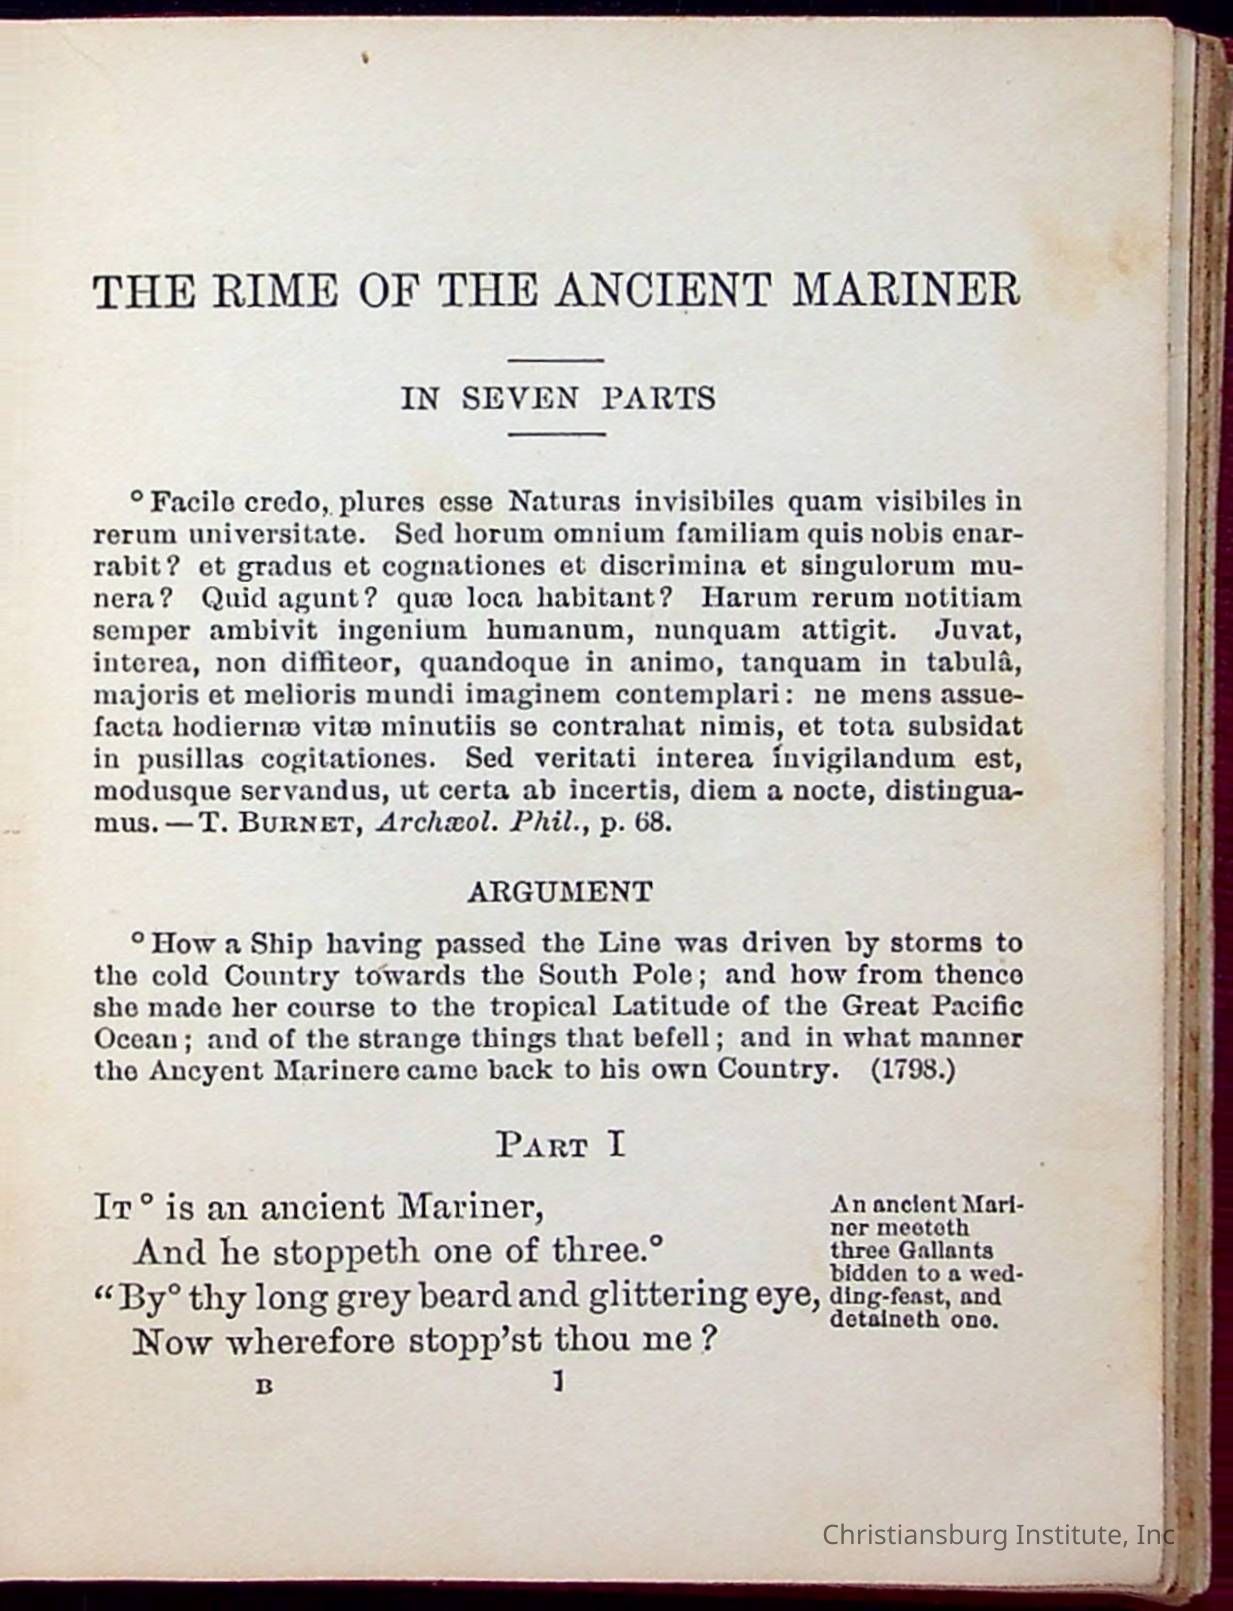 THE RIME OF THE ANCIENT MARINER
IN SEVEN PARTS
° Facile credo, plures esse Naturas invisibiles quam visibiles in
rerum universitate. Sed horum omnium familiam quis nobis enar-
rabit? et gradus et cognationes et discrimina et singulorum mu-
nera? Quid agunt? quæ loca habitant? Harum rerum notitiam
semper ambivit ingenium humanum, nunquam attigit. Juvat,
interea, non diffiteor, quandoque in animo, tanquam in tabulâ,
majoris et melioris mundi imaginem contemplari: ne mens assue-
facta hodiernæ vitæ minutiis se contrahat nimis, et tota subsidat
in pusillas cogitationes. Sed veritati interea invigilandum est,
modusque servandus, ut certa ab incertis, diem a nocte, distingua-
mus. — T. BURNET, Archæol. Phil., p. 68.
ARGUMENT
° How a Ship having passed the Line was driven by storms to
the cold Country towards the South Pole; and how from thence
she made her course to the tropical Latitude of the Great Pacific
Ocean; and of the strange things that befell; and in what manner
the Ancyent Marinere came back to his own Country. (1798.)
PART I
IT° is an ancient Mariner,
And he stoppeth one of three.°
"By° thy long grey beard and glittering eye,
Now wherefore stopp'st thou me?
An ancient Mari-
ner meeteth
three Gallants
bidden to a wed-
ding-feast, and
detaineth one.
B 1
Christiansburg Institute, Inc